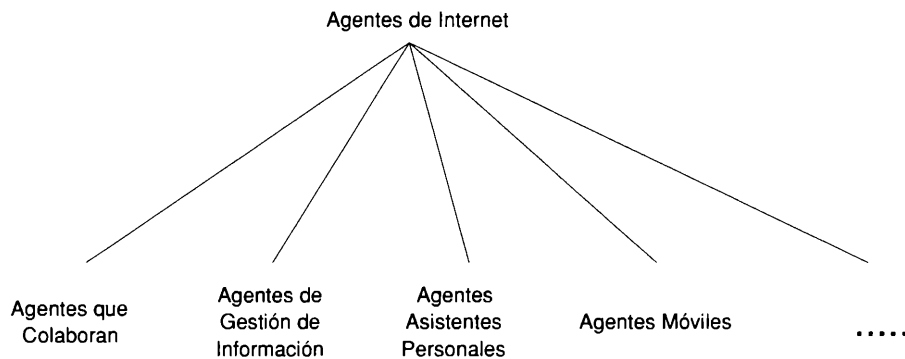 Agentes de Internet
Agentes que
Colaboran
Agentes de
Gestión de
Información
Agentes
Asistentes
Personales
Agentes Móviles
.....